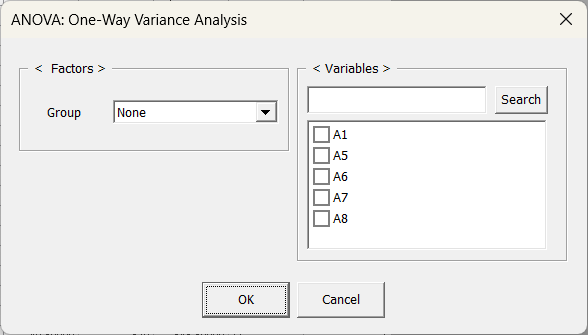 ANOVA: One-Way Variance Analysis
< Factors >
Group None
< Variables >
Search
A1
A5
A6
A7
A8
OK Cancel